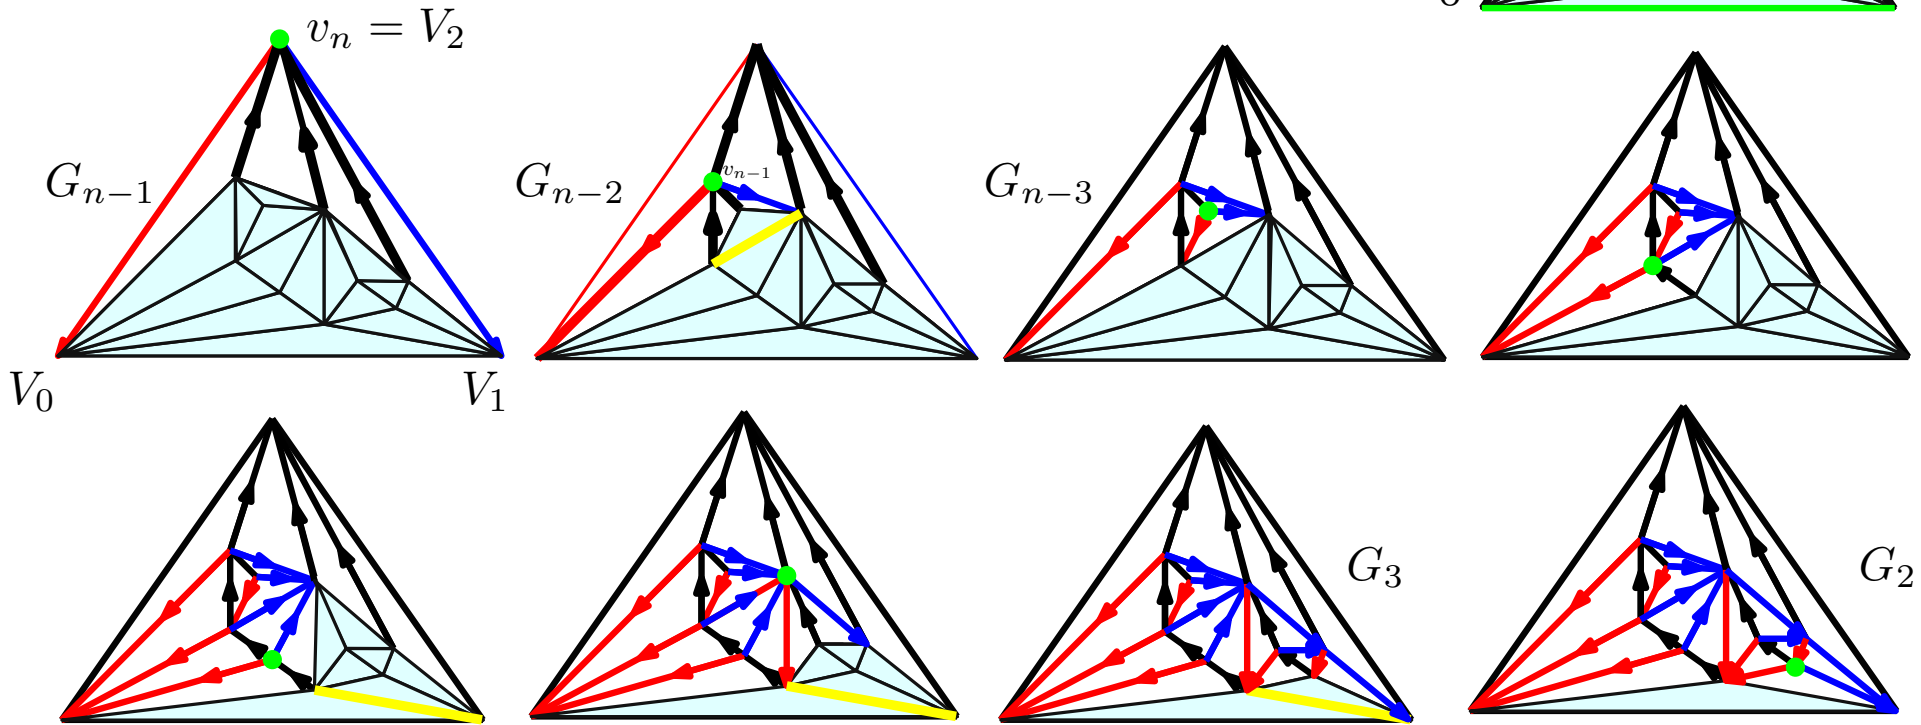 v_n = V_2
G_{n-1}
G_{n-2}
v_{n-1}
G_{n-3}
V_0
V_1
G_3
G_2